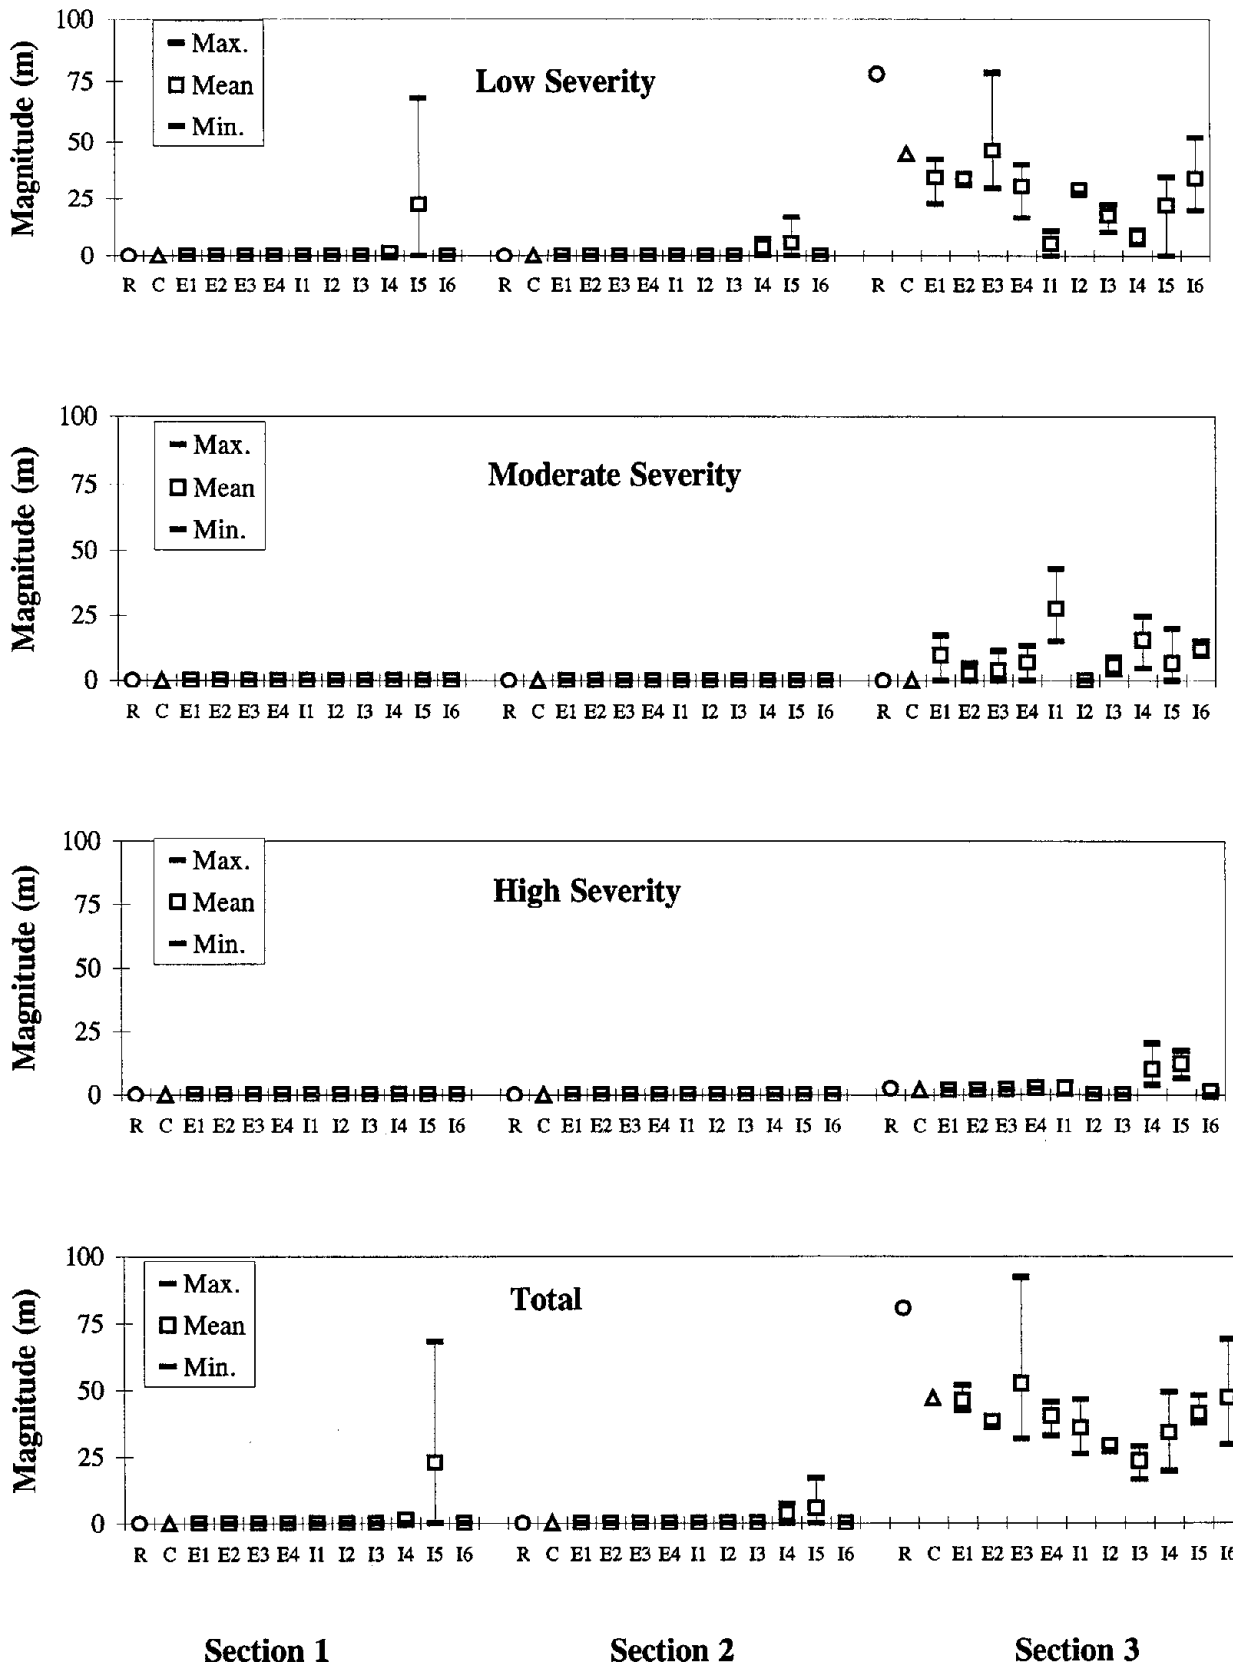 100
75
50
25
0
Magnitude (m)
Max.
Mean
Min.
Low Severity
R C E1 E2 E3 E4 I1 I2 I3 I4 I5 I6 R C E1 E2 E3 E4 I1 I2 I3 I4 I5 I6 R C E1 E2 E3 E4 I1 I2 I3 I4 I5 I6
100
75
50
25
0
Magnitude (m)
Max.
Mean
Min.
Moderate Severity
R C E1 E2 E3 E4 I1 I2 I3 I4 I5 I6 R C E1 E2 E3 E4 I1 I2 I3 I4 I5 I6 R C E1 E2 E3 E4 I1 I2 I3 I4 I5 I6
100
75
50
25
0
Magnitude (m)
Max.
Mean
Min.
High Severity
R C E1 E2 E3 E4 I1 I2 I3 I4 I5 I6 R C E1 E2 E3 E4 I1 I2 I3 I4 I5 I6 R C E1 E2 E3 E4 I1 I2 I3 I4 I5 I6
100
75
50
25
0
Magnitude (m)
Max.
Mean
Min.
Total
R C E1 E2 E3 E4 I1 I2 I3 I4 I5 I6 R C E1 E2 E3 E4 I1 I2 I3 I4 I5 I6 R C E1 E2 E3 E4 I1 I2 I3 I4 I5 I6
Section 1 Section 2 Section 3